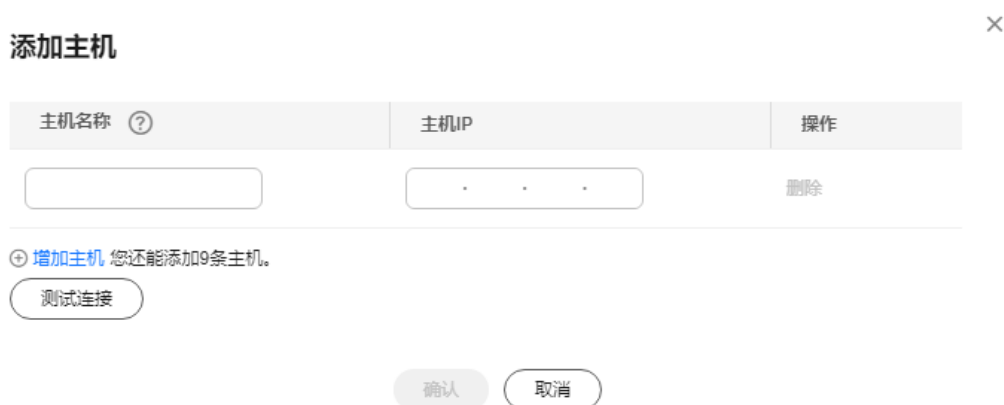 添加主机
主机名称 ? 主机IP 操作
删除
增加主机 您还能添加9条主机。
测试连接
确认 取消